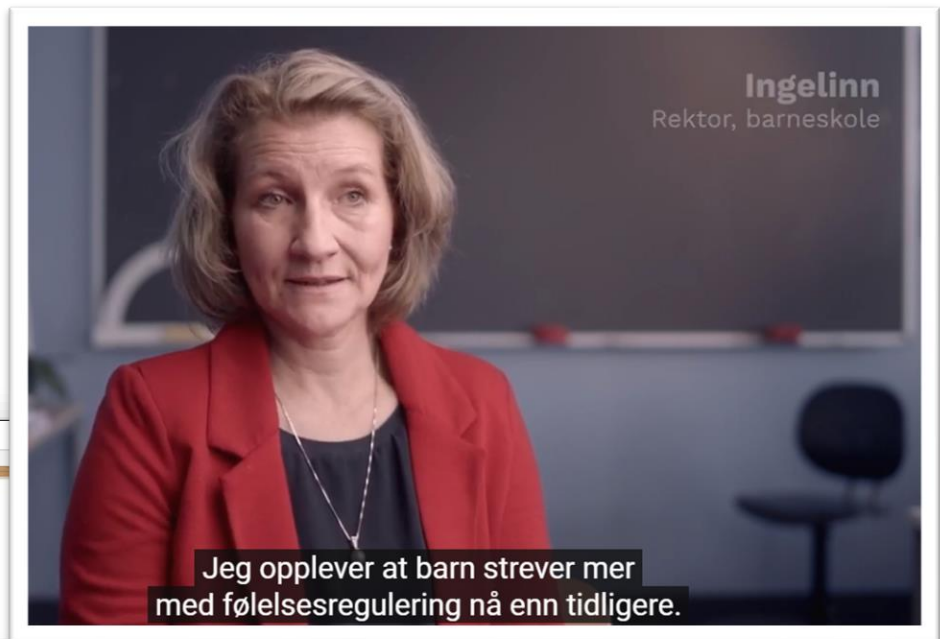 Ingelinn
Rektor, barneskole
Jeg opplever at barn strever mer
med følelsesregulering nå enn tidligere.